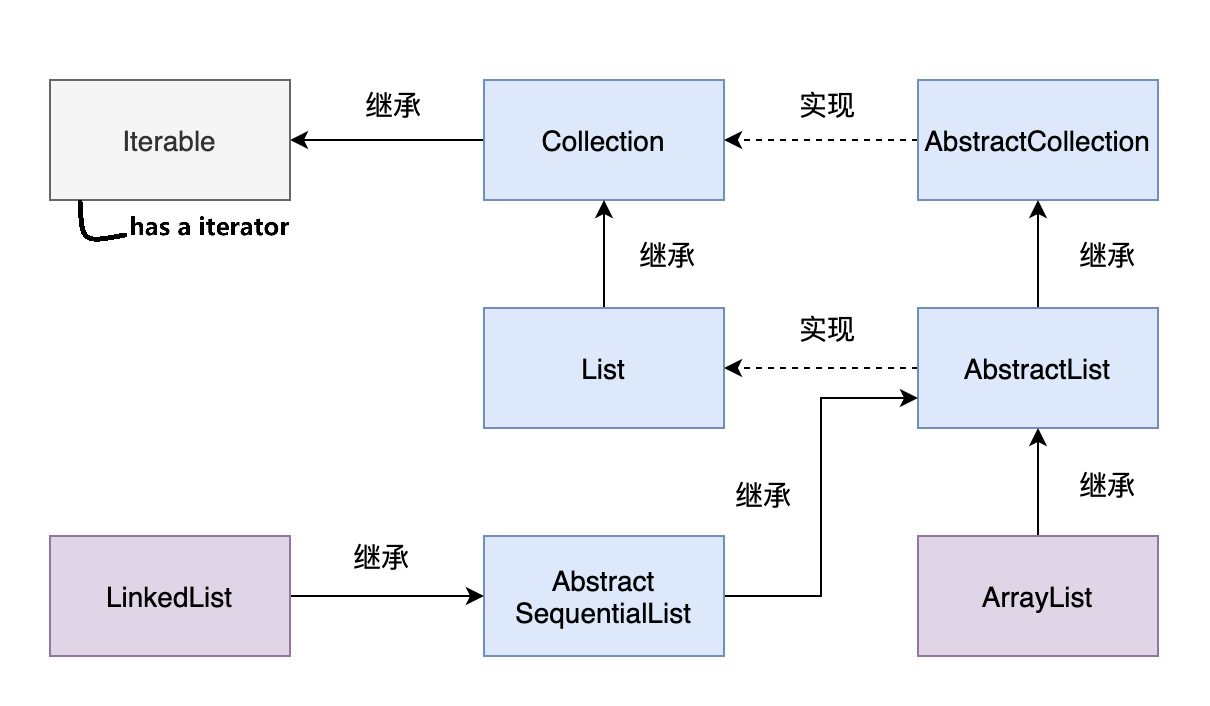 继承
实现
Iterable
Collection
AbstractCollection
has a iterator
继承
继承
实现
List
AbstractList
继承
继承
继承
LinkedList
Abstract
SequentialList
ArrayList